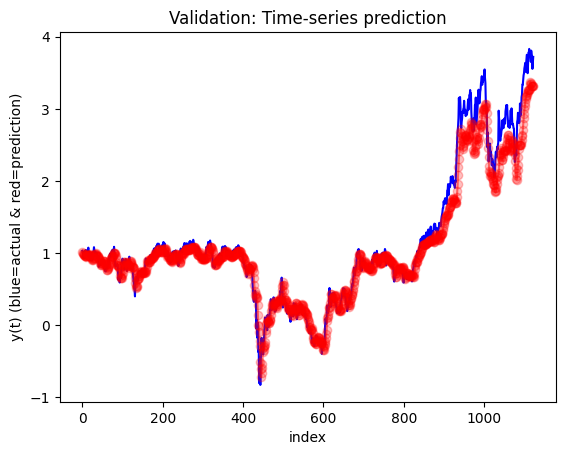 Validation: Time-series prediction
y(t) (blue=actual & red=prediction)
4
3
2
1
0
−1
0 200 400 600 800 1000
index